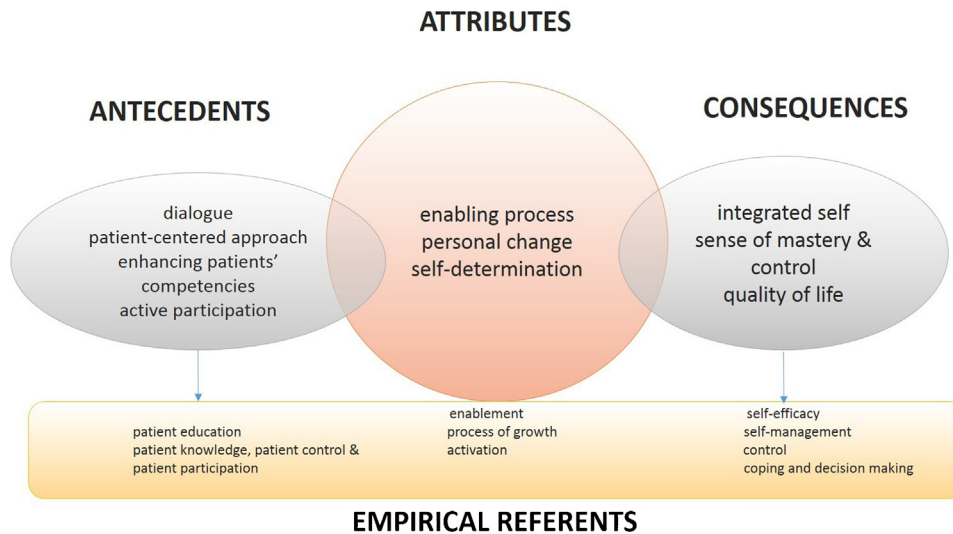 ATTRIBUTES
ANTECEDENTS
CONSEQUENCES
dialogue
patient-centered approach
enhancing patients’
competencies
active participation
enabling process
personal change
self-determination
integrated self
sense of mastery &
control
quality of life
patient education
patient knowledge, patient control &
patient participation
enablement
process of growth
activation
self-efficacy
self-management
control
coping and decision making
EMPIRICAL REFERENTS